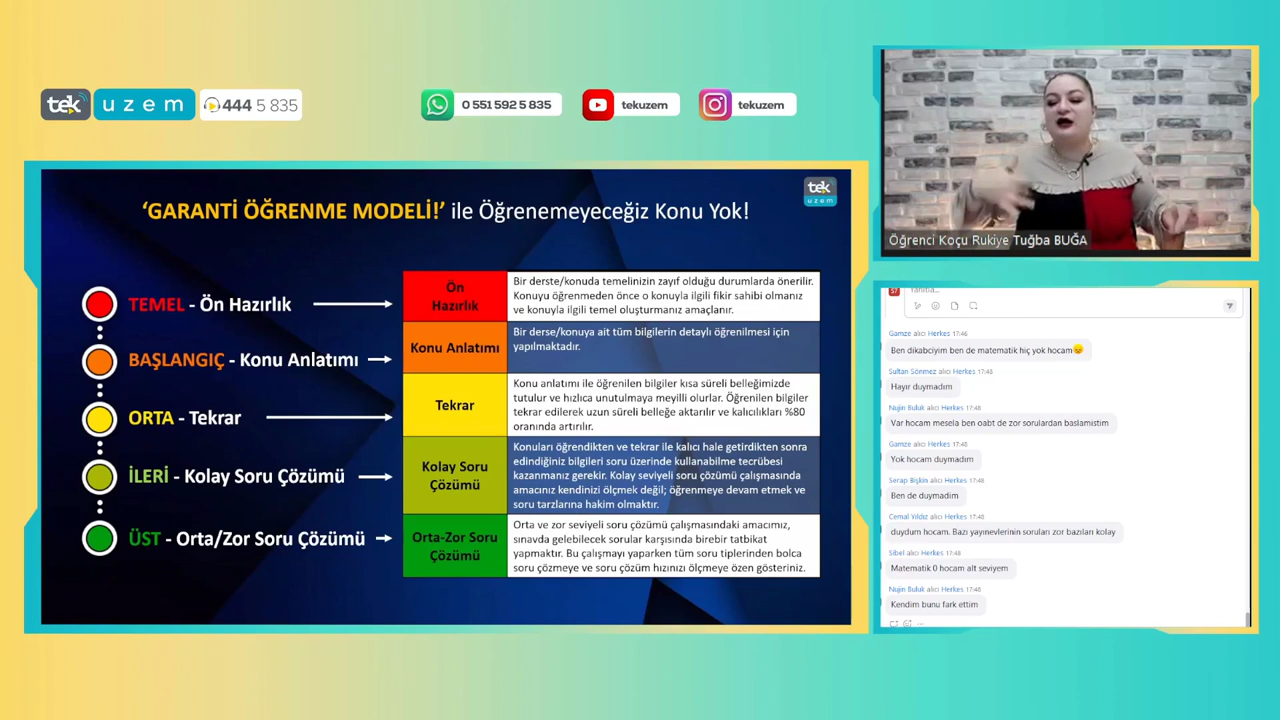 tek uzem 444 5 835
0 551 592 5 835
tekuzem
tekuzem
tek uzem
'GARANTİ ÖĞRENME MODELİ!' ile Öğrenemeyeceğiz Konu Yok!
TEMEL - Ön Hazırlık
BAŞLANGIÇ - Konu Anlatımı
ORTA - Tekrar
İLERİ - Kolay Soru Çözümü
ÜST - Orta/Zor Soru Çözümü
Ön
Hazırlık
Bir derste/konuda temelinizin zayıf olduğu durumlarda önerilir.
Konuyu öğrenmeden önce o konuyla ilgili fikir sahibi olmanız
ve konuyla ilgili temel oluşturmanız amaçlanır.
Konu Anlatımı
Bir derse/konuya ait tüm bilgilerin detaylı öğrenilmesi için
yapılmaktadır.
Tekrar
Konu anlatımı ile öğrenilen bilgiler kısa süreli belleğimizde
tutulur ve hızlıca unutulmaya meyilli olurlar. Öğrenilen bilgiler
tekrar edilerek uzun süreli belleğe aktarılır ve kalıcılıkları %80
oranında artırılır.
Kolay Soru
Çözümü
Konuları öğrendikten ve tekrar ile kalıcı hale getirdikten sonra
edindiğiniz bilgileri soru üzerinde kullanabilme tecrübesi
kazanmanız gerekir. Kolay seviyeli soru çözümü çalışmasında
amacınız kendinizi ölçmek değil; öğrenmeye devam etmek ve
soru tarzlarına hakim olmaktır.
Orta-Zor Soru
Çözümü
Orta ve zor seviyeli soru çözümü çalışmasındaki amacımız,
sınavda gelebilecek sorular karşısında birebir tatbikat
yapmaktır. Bu çalışmayı yaparken tüm soru tiplerinden bolca
soru çözmeye ve soru çözüm hızınızı ölçmeye özen gösteriniz.
Öğrenci Koçu Rukiye Tuğba BUĞA
Gamze alıcı Herkes 17:46
Ben dikabciyim ben de matematik hiç yok hocam
Sultan Sönmez alıcı Herkes 17:48
Hayır duymadım
Nujin Buluk alıcı Herkes 17:48
Var hocam mesela ben oabt de zor sorulardan baslamistim
Gamze alıcı Herkes 17:48
Yok hocam duymadım
Serap Bişkin alıcı Herkes 17:48
Ben de duymadim
Cemal Yıldız alıcı Herkes 17:48
duydum hocam. Bazı yayınevlerinin soruları zor bazıları kolay
Sibel alıcı Herkes 17:48
Matematik 0 hocam alt seviyem
Nujin Buluk alıcı Herkes 17:48
Kendim bunu fark ettim